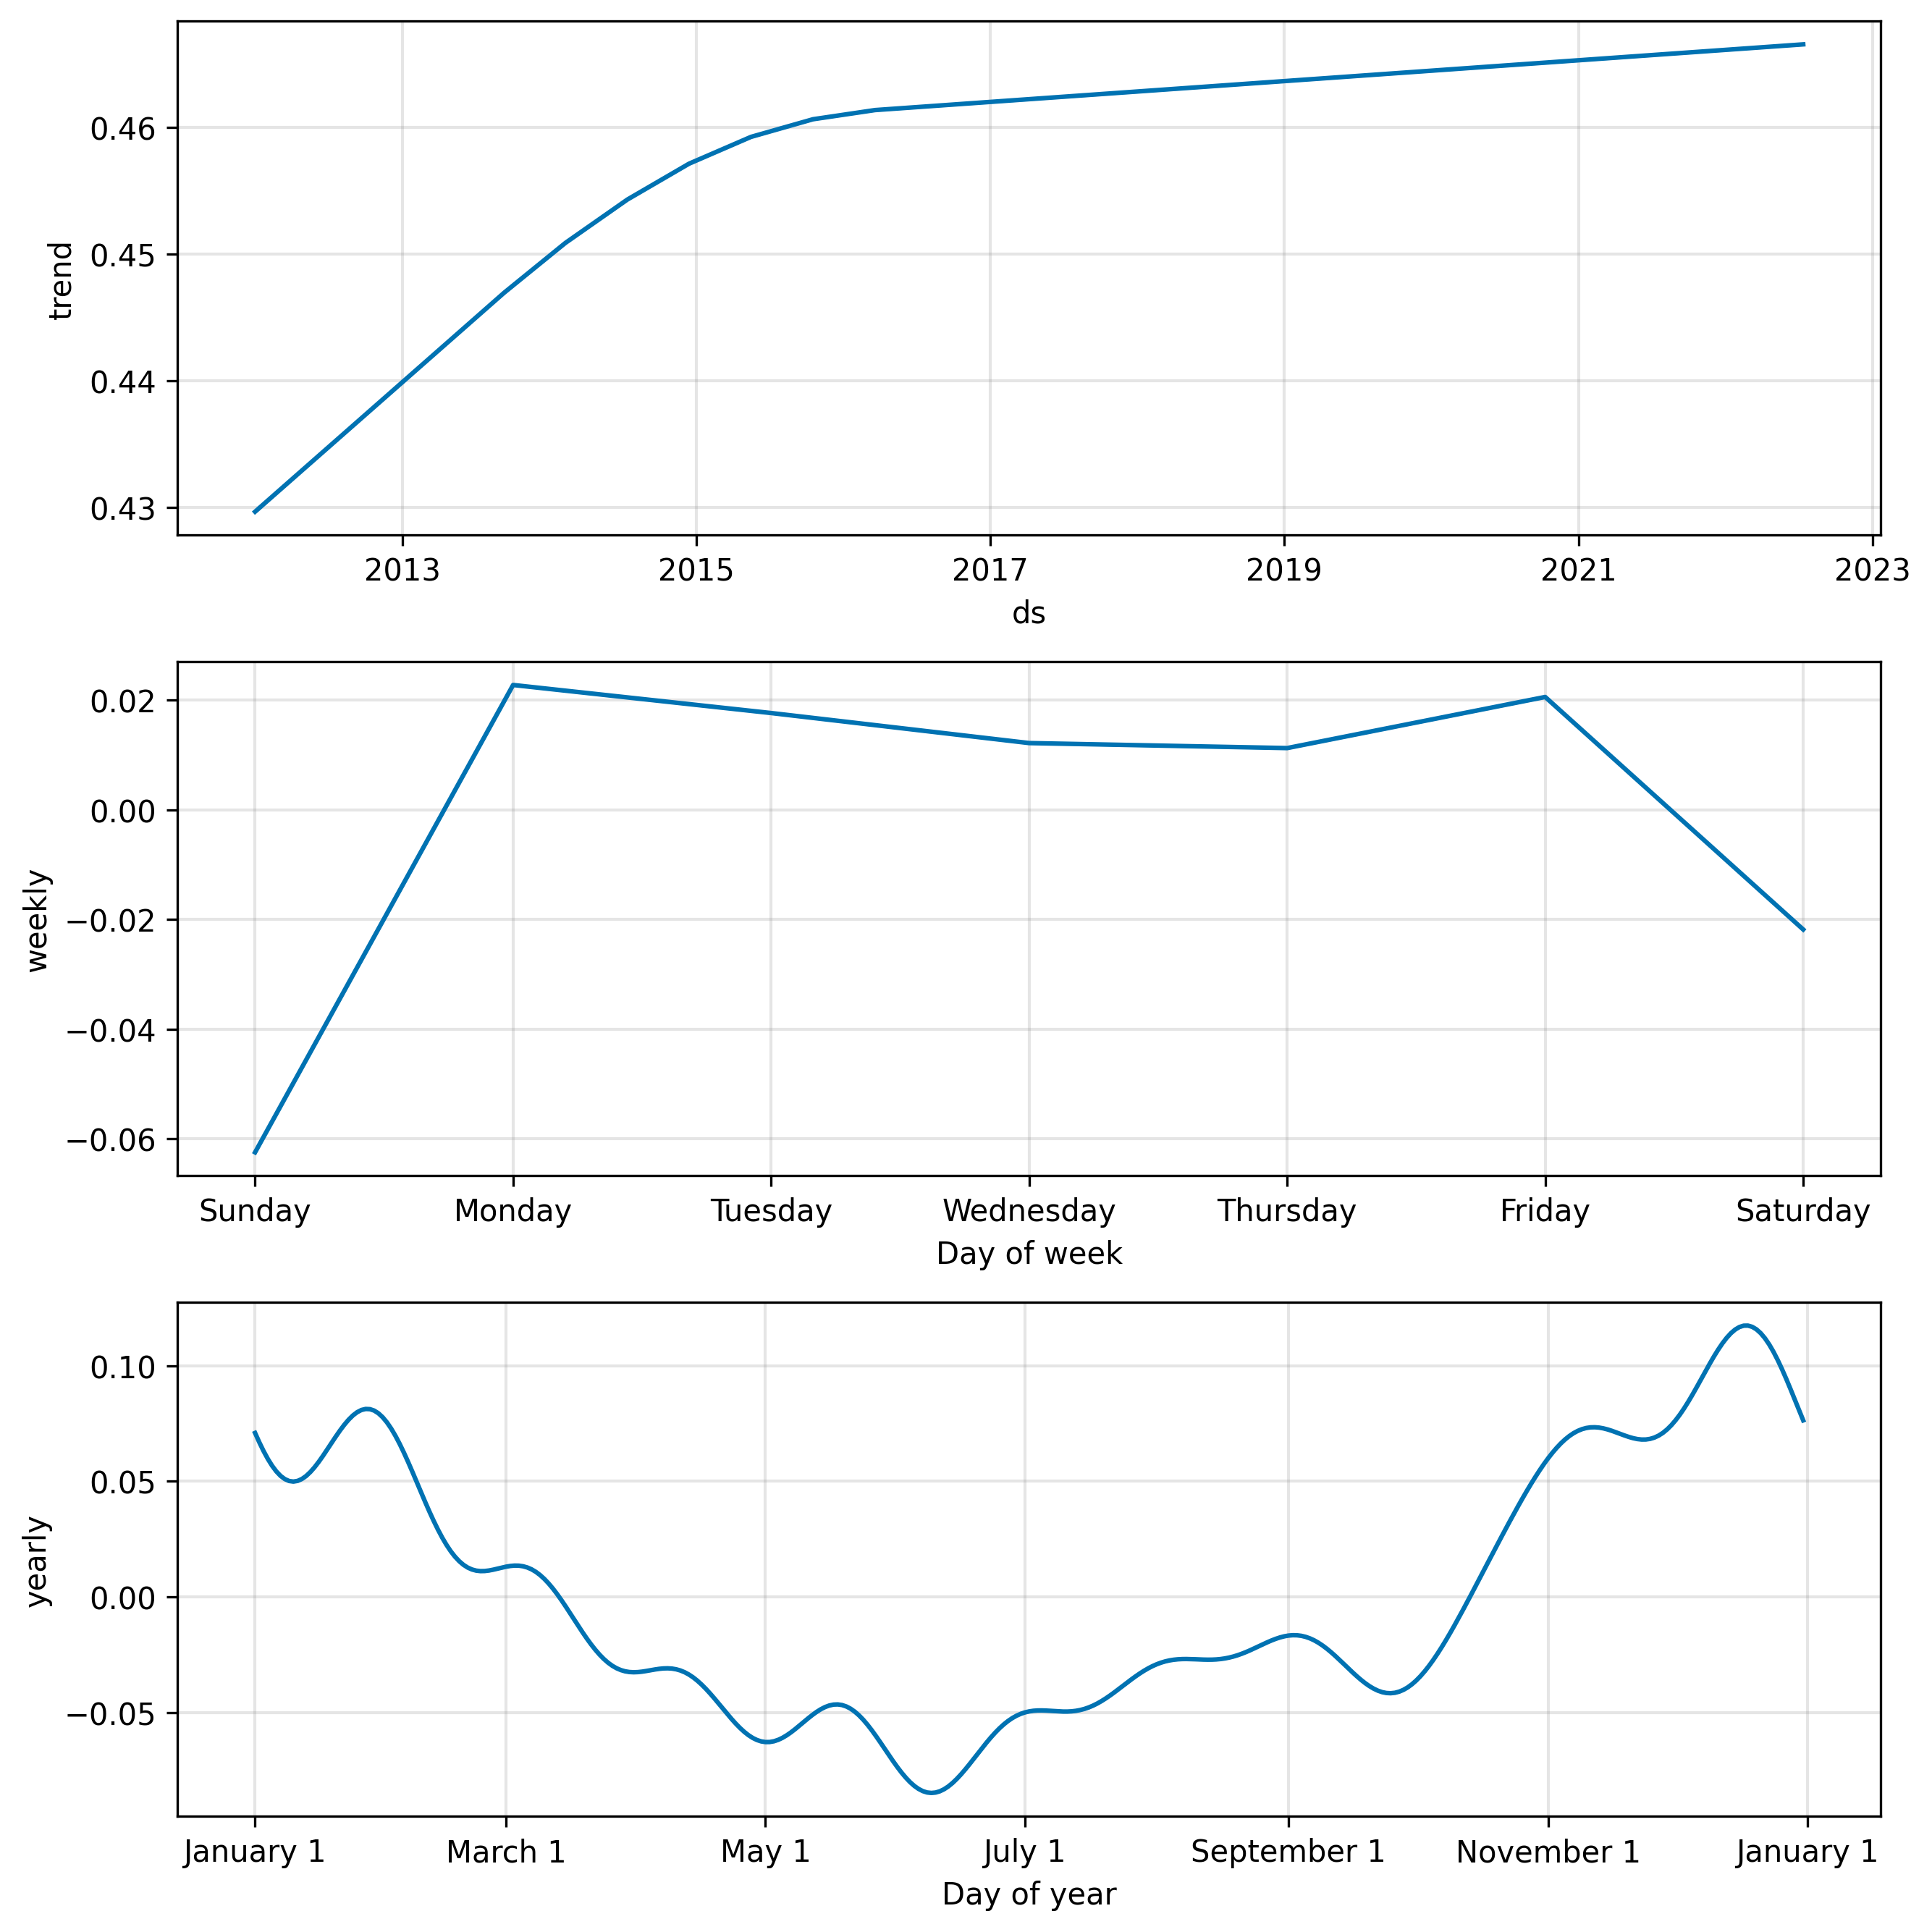 0.46
0.45
0.44
0.43
trend
2013 2015 2017 2019 2021 2023
ds
0.02
0.00
−0.02
−0.04
−0.06
weekly
Sunday Monday Tuesday Wednesday Thursday Friday Saturday
Day of week
0.10
0.05
0.00
−0.05
yearly
January 1 March 1 May 1 July 1 September 1 November 1 January 1
Day of year